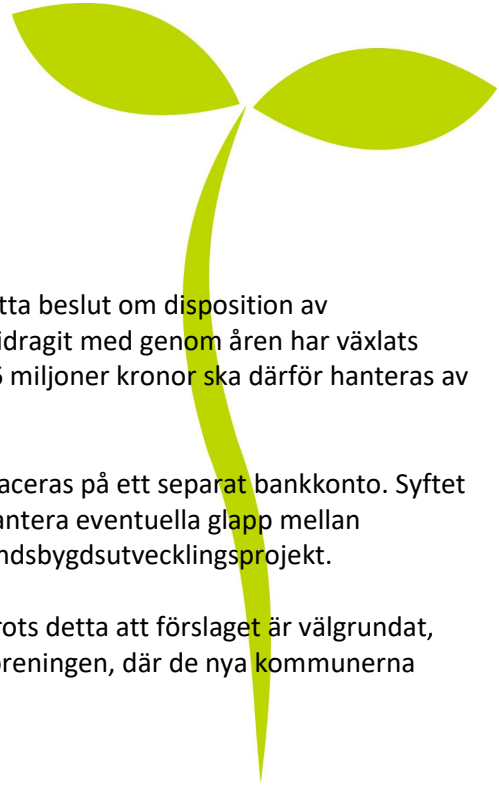 tta beslut om disposition av
idragit med genom åren har växlats
miljoner kronor ska därför hanteras av
aceras på ett separat bankkonto. Syftet
antera eventuella glapp mellan
ndsbygdsutvecklingsprojekt.
rots detta att förslaget är välgrundat,
öreningen, där de nya kommunerna